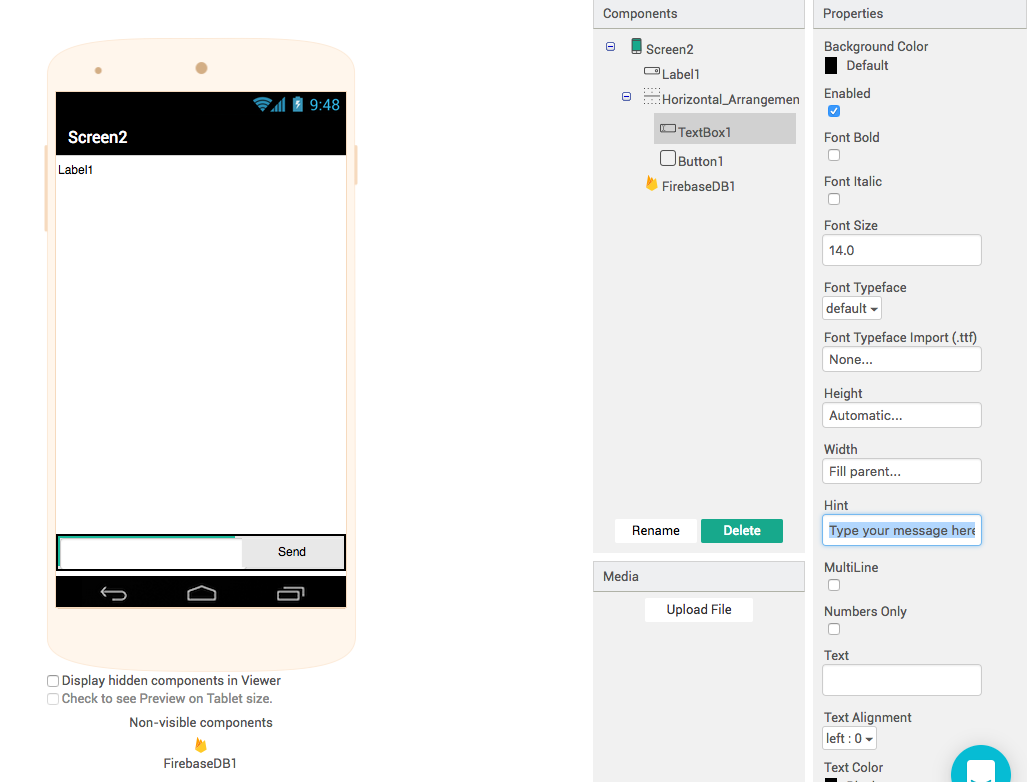 9:48
Screen2
Label1
Send
Display hidden components in Viewer
Check to see Preview on Tablet size.
Non-visible components
FirebaseDB1
Components
Screen2
Label1
Horizontal_Arrangemen
TextBox1
Button1
FirebaseDB1
Rename
Delete
Media
Upload File
Properties
Background Color
Default
Enabled
Font Bold
Font Italic
Font Size
14.0
Font Typeface
default
Font Typeface Import (.ttf)
None...
Height
Automatic...
Width
Fill parent...
Hint
Type your message here
MultiLine
Numbers Only
Text
Text Alignment
left : 0
Text Color